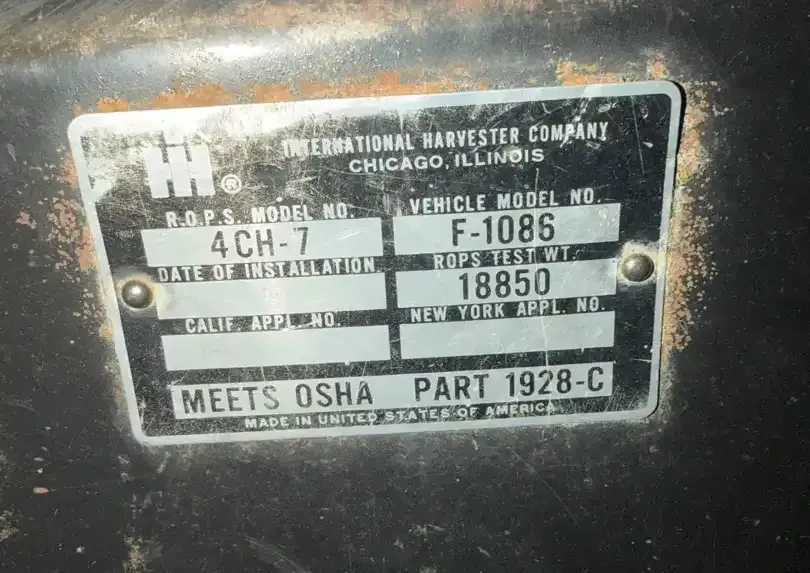 INTERNATIONAL HARVESTER COMPANY
CHICAGO, ILLINOIS
IH ®
R.O.P.S. MODEL NO. VEHICLE MODEL NO.
4CH-7 F-1086
DATE OF INSTALLATION ROPS TEST WT.
18850
CALIF. APPL. NO. NEW YORK APPL. NO.
MEETS OSHA PART 1928-C
MADE IN UNITED STATES OF AMERICA